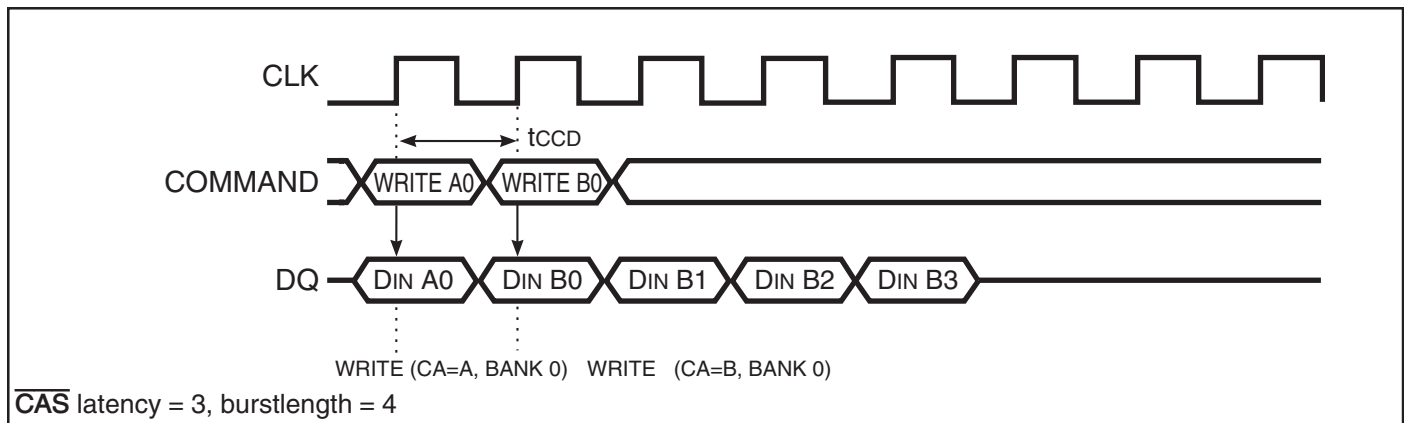 CLK
tCCD
COMMAND WRITE A0 WRITE B0
DQ DIN A0 DIN B0 DIN B1 DIN B2 DIN B3
WRITE (CA=A, BANK 0) WRITE (CA=B, BANK 0)
CAS latency = 3, burstlength = 4